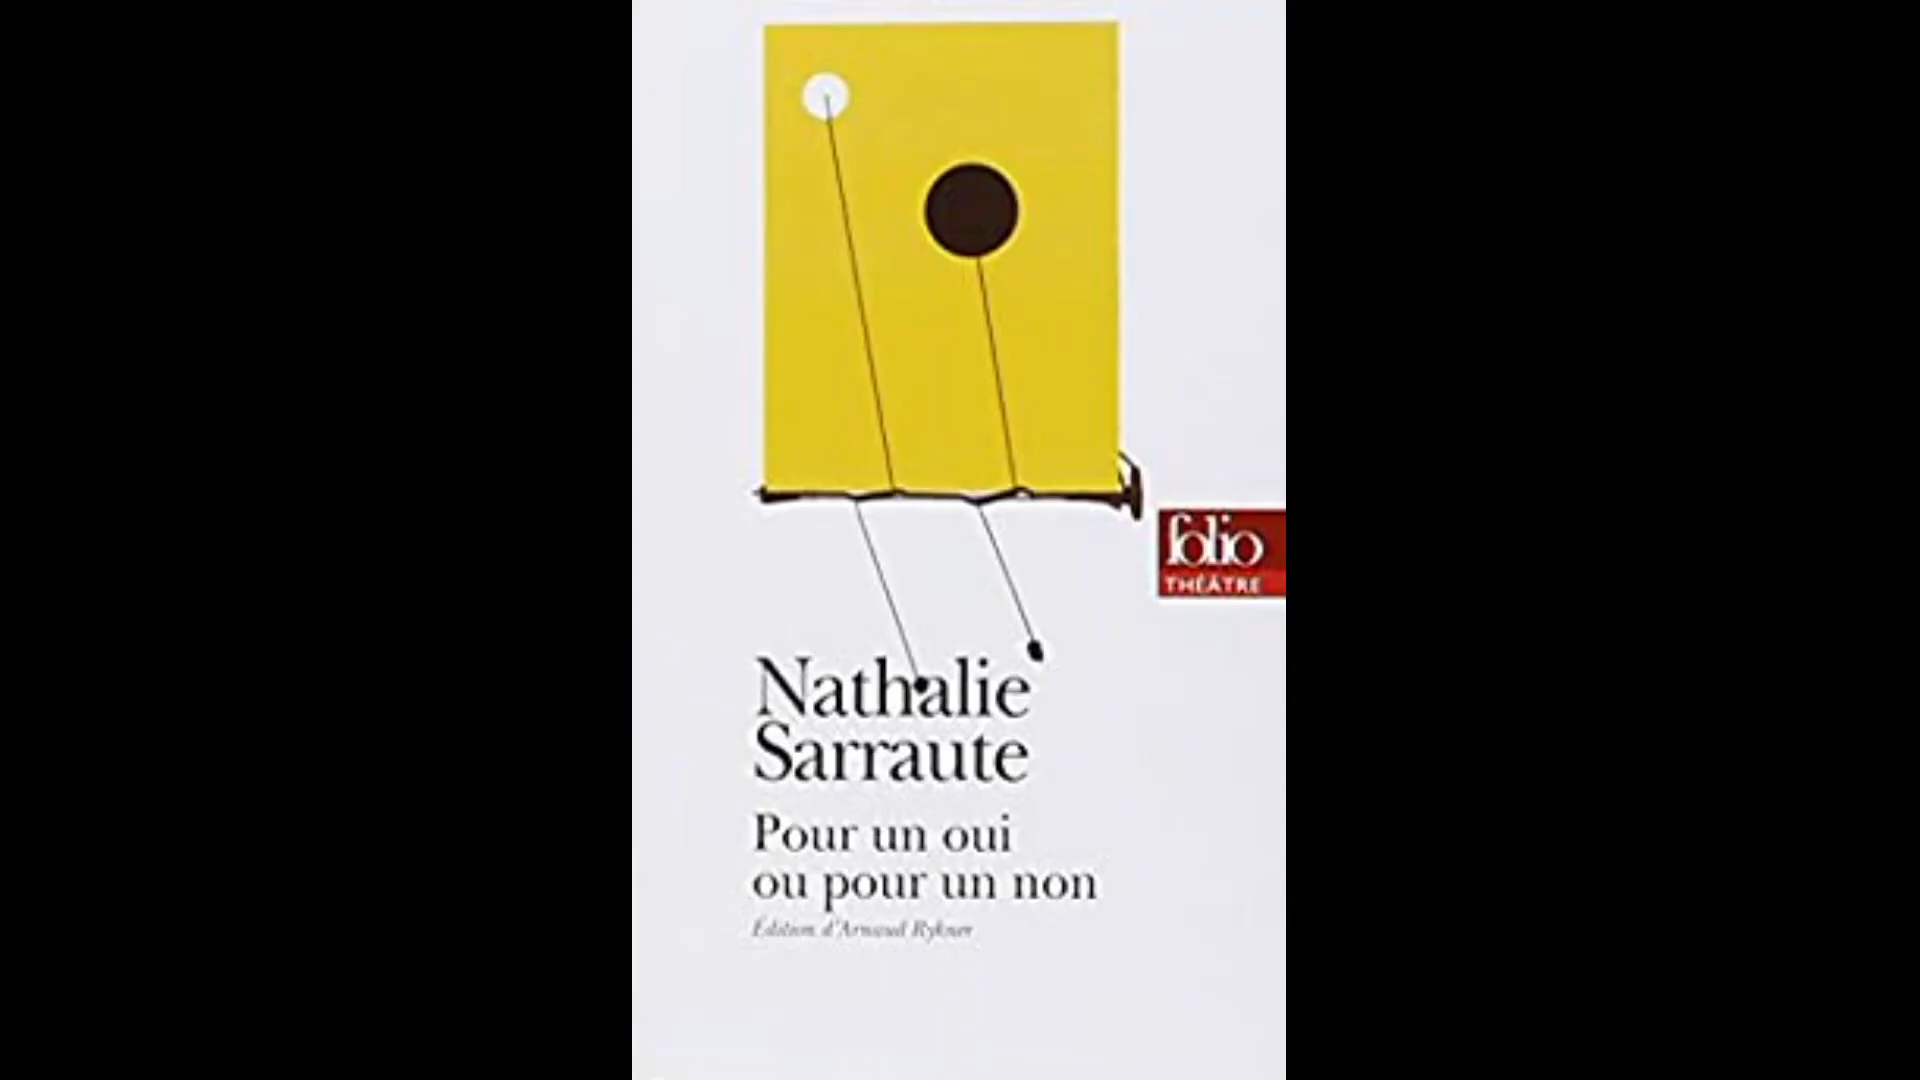 folio
THÉÂTRE
Nathalie
Sarraute
Pour un oui
ou pour un non
Édition d'Arnaud Rykner